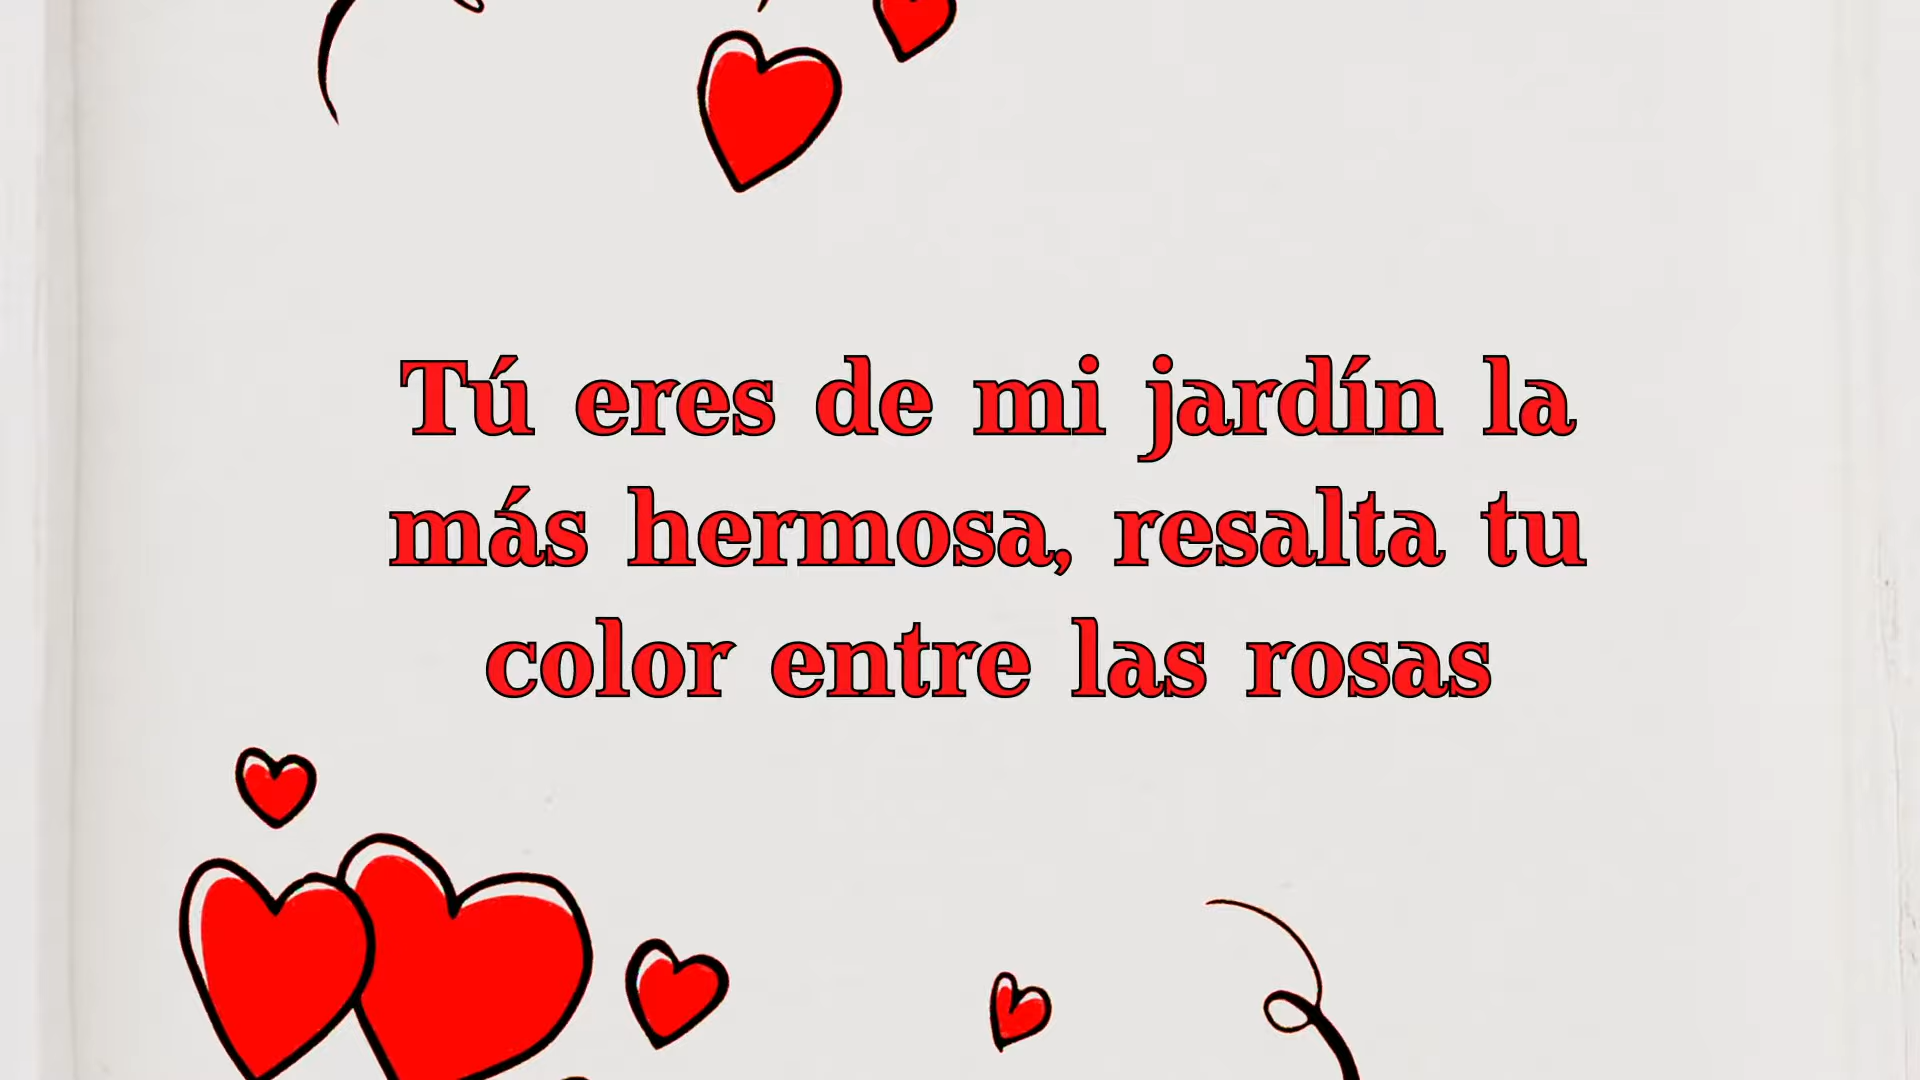 Tú eres de mi jardín la
más hermosa, resalta tu
color entre las rosas